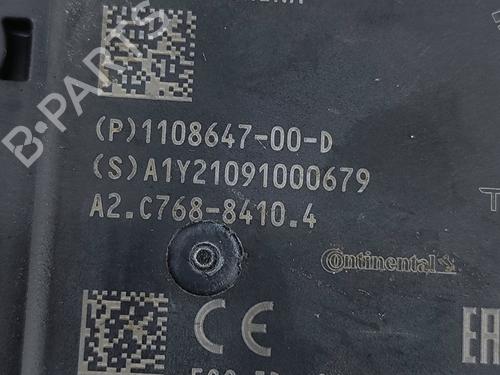 B-PARTS
(P)1108647-00-D
(S)A1Y21091000679
A2.C768-8410.4
Continental
CE